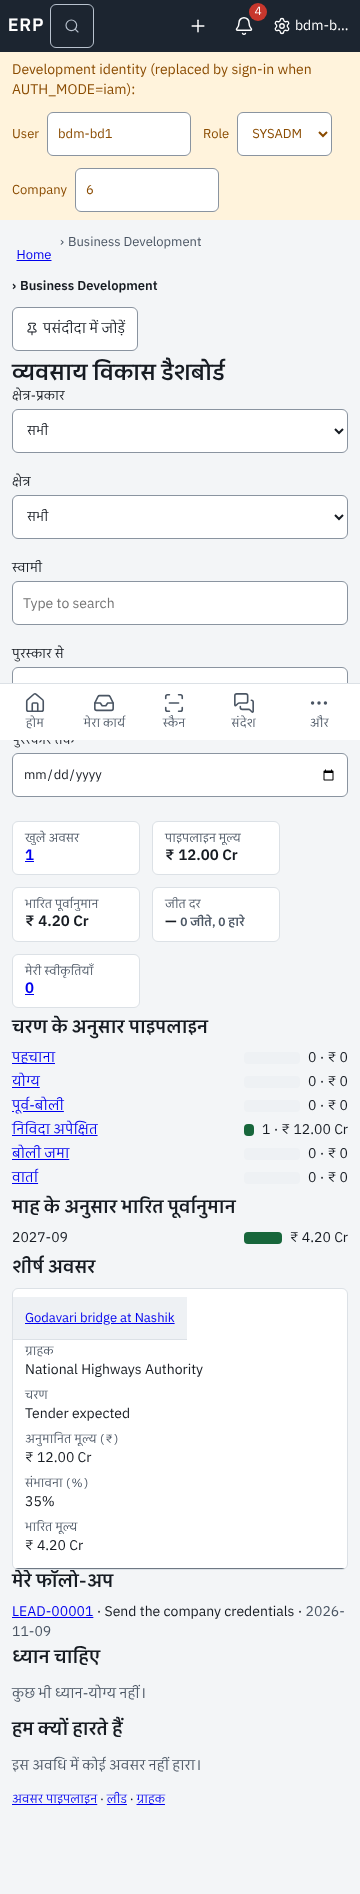 ERP
4
bdm-b...
Development identity (replaced by sign-in when
AUTH_MODE=iam):
User bdm-bd1 Role SYSADM
Company 6
Home › Business Development
› Business Development
पसंदीदा में जोड़ें
व्यवसाय विकास डैशबोर्ड
क्षेत्र-प्रकार
सभी
क्षेत्र
सभी
स्वामी
Type to search
पुरस्कार से
होम मेरा कार्य स्कैन संदेश और
पुरस्कार तक
mm/dd/yyyy
खुले अवसर पाइपलाइन मूल्य
1 ₹ 12.00 Cr
भारित पूर्वानुमान जीत दर
₹ 4.20 Cr — 0 जीते, 0 हारे
मेरी स्वीकृतियाँ
0
चरण के अनुसार पाइपलाइन
पहचाना 0 · ₹ 0
योग्य 0 · ₹ 0
पूर्व-बोली 0 · ₹ 0
निविदा अपेक्षित 1 · ₹ 12.00 Cr
बोली जमा 0 · ₹ 0
वार्ता 0 · ₹ 0
माह के अनुसार भारित पूर्वानुमान
2027-09 ₹ 4.20 Cr
शीर्ष अवसर
Godavari bridge at Nashik
ग्राहक
National Highways Authority
चरण
Tender expected
अनुमानित मूल्य (₹)
₹ 12.00 Cr
संभावना (%)
35%
भारित मूल्य
₹ 4.20 Cr
मेरे फॉलो-अप
LEAD-00001 · Send the company credentials · 2026-
11-09
ध्यान चाहिए
कुछ भी ध्यान-योग्य नहीं।
हम क्यों हारते हैं
इस अवधि में कोई अवसर नहीं हारा।
अवसर पाइपलाइन · लीड · ग्राहक